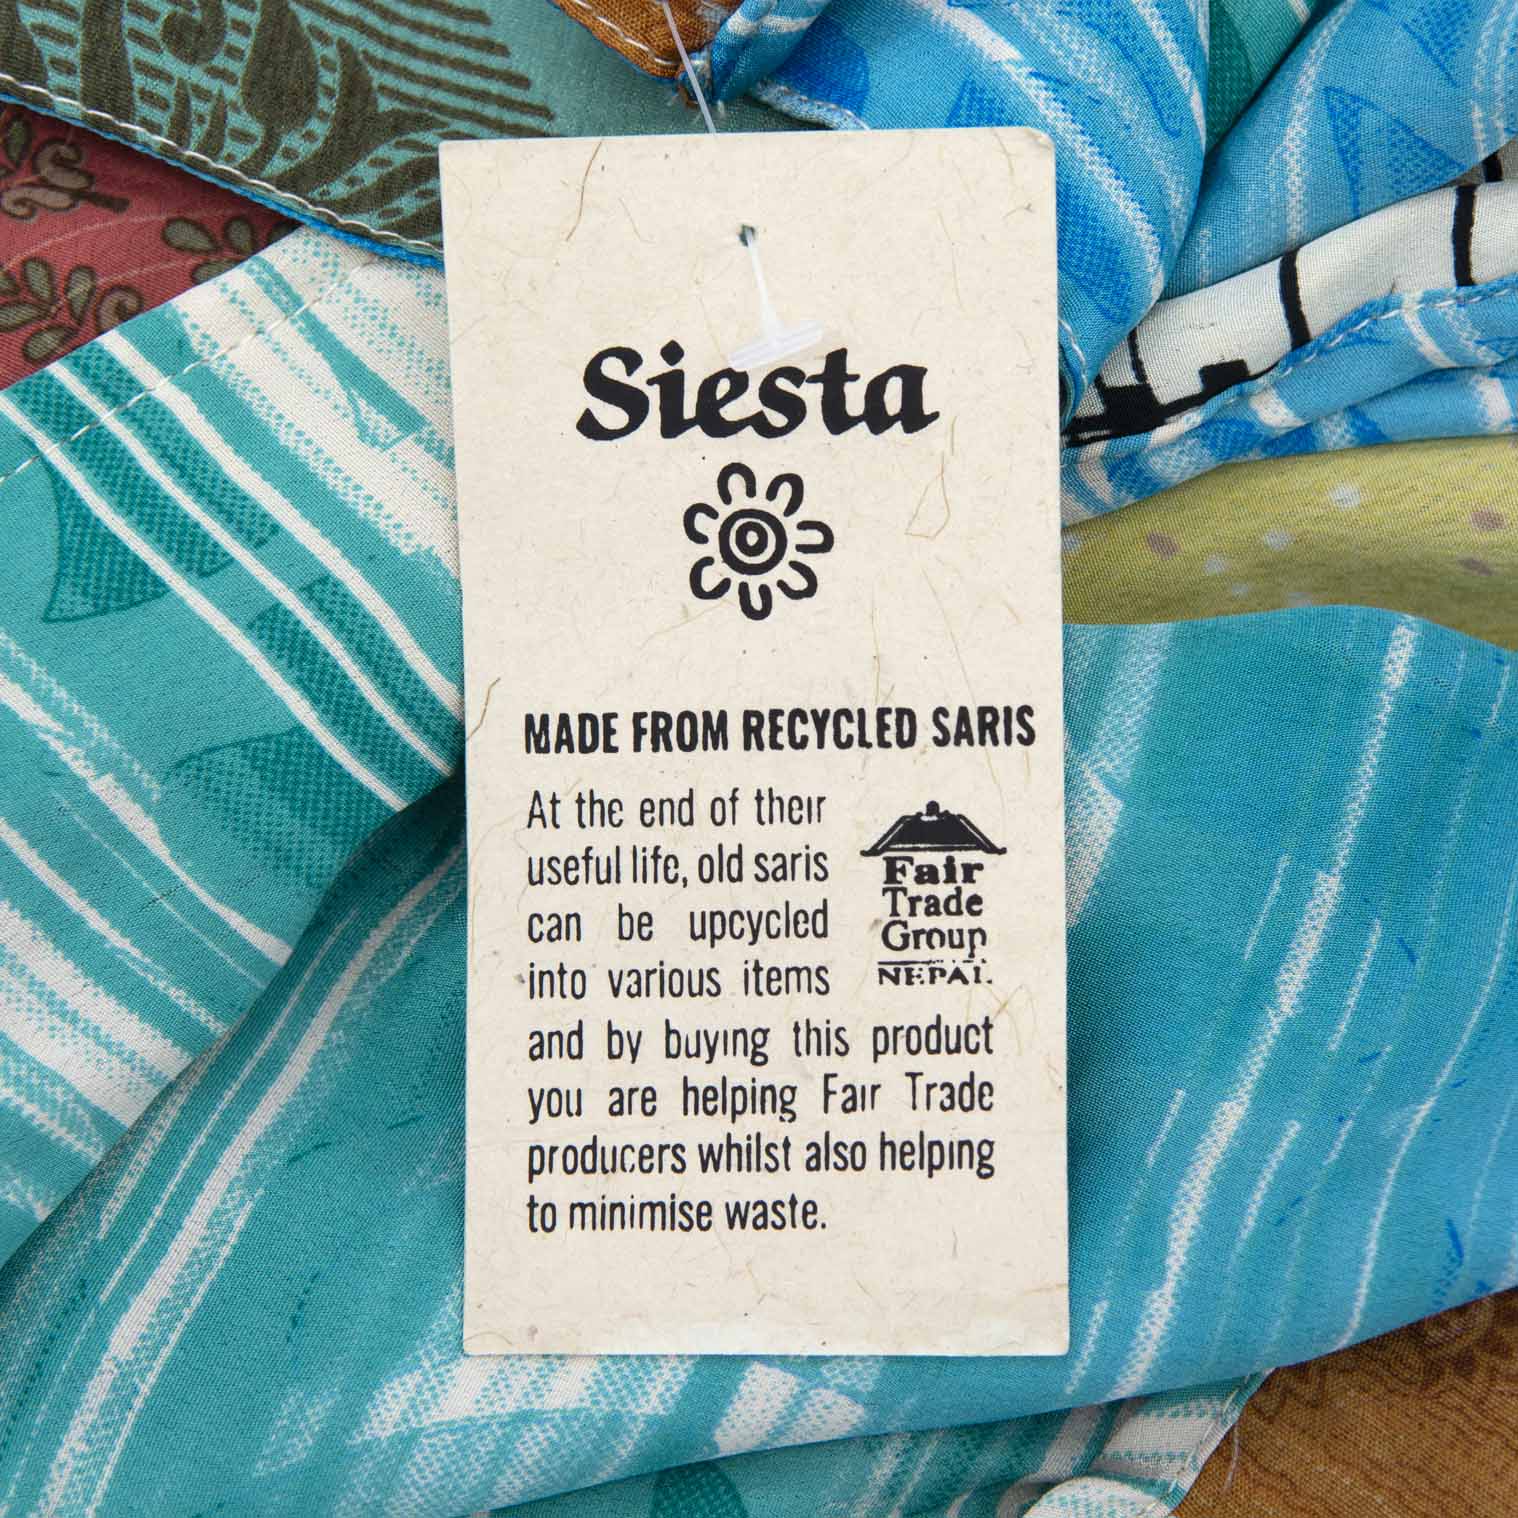 Siesta
MADE FROM RECYCLED SARIS
At the end of their
useful life, old saris
can be upcycled
into various items
Fair
Trade
Group
NEPAL
and by buying this product
you are helping Fair Trade
producers whilst also helping
to minimise waste.